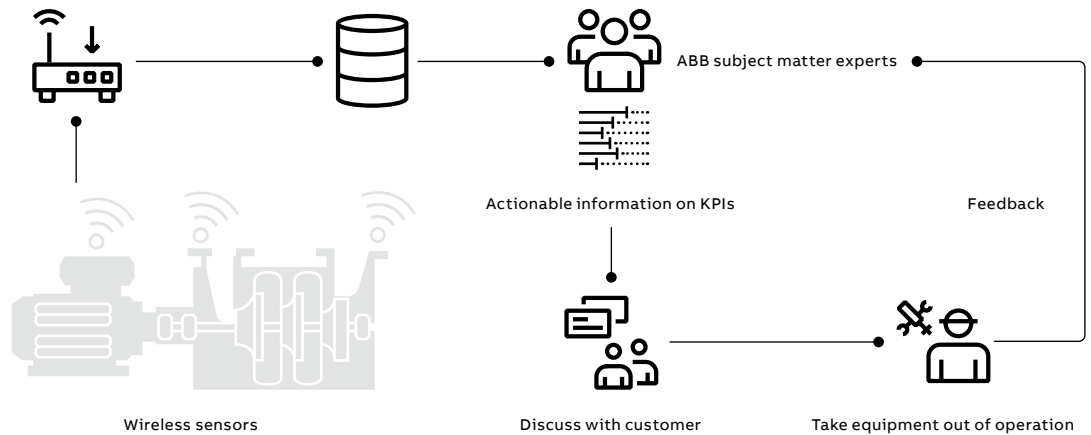 ABB subject matter experts
Actionable information on KPIs
Feedback
Wireless sensors
Discuss with customer
Take equipment out of operation